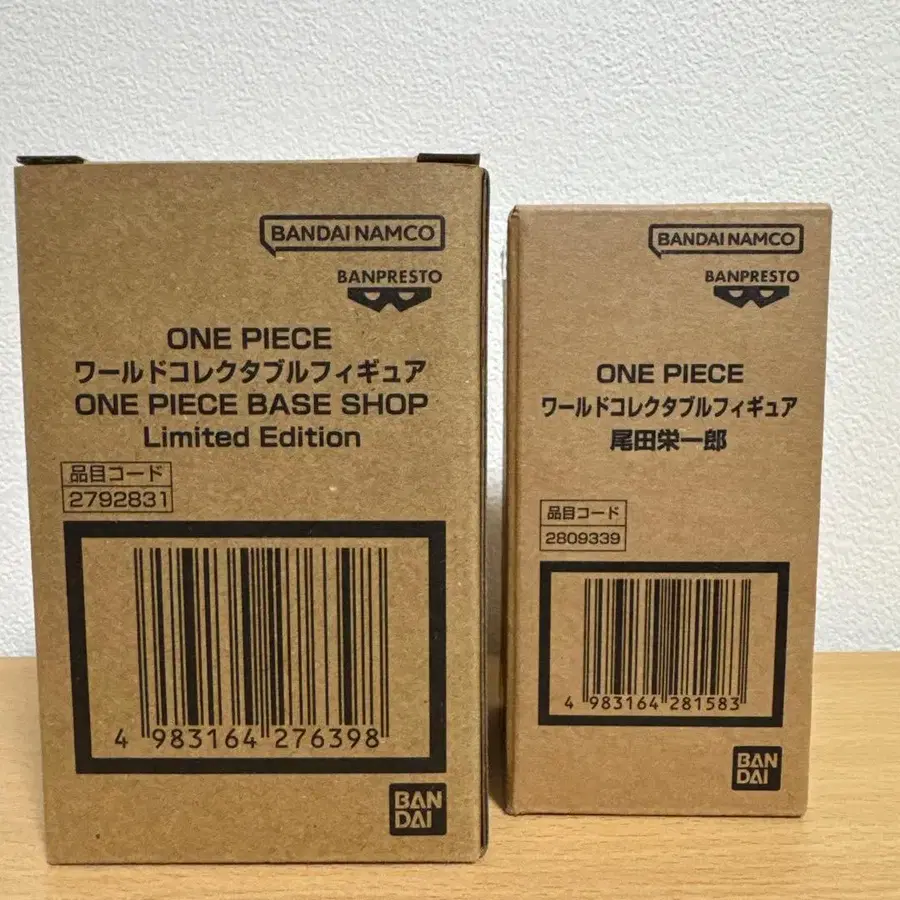 BANDAI NAMCO
BANPRESTO
ONE PIECE
ワールドコレクタブルフィギュア
ONE PIECE BASE SHOP
Limited Edition
品目コード
2792831
4 983164 276398
BAN
DAI
BANDAI NAMCO
BANPRESTO
ONE PIECE
ワールドコレクタブルフィギュア
尾田栄一郎
品目コード
2809339
4 983164 281583
BAN
DAI